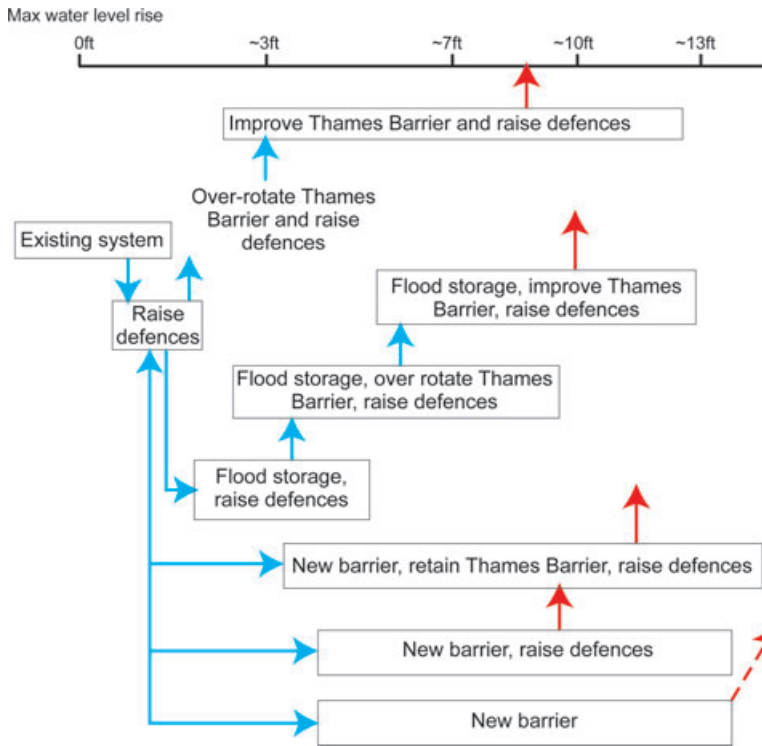 Max water level rise
0ft ~3ft ~7ft ~10ft ~13ft
Improve Thames Barrier and raise defences
Over-rotate Thames
Barrier and raise
defences
Existing system
Raise
defences
Flood storage, improve Thames
Barrier, raise defences
Flood storage, over rotate Thames
Barrier, raise defences
Flood storage,
raise defences
New barrier, retain Thames Barrier, raise defences
New barrier, raise defences
New barrier